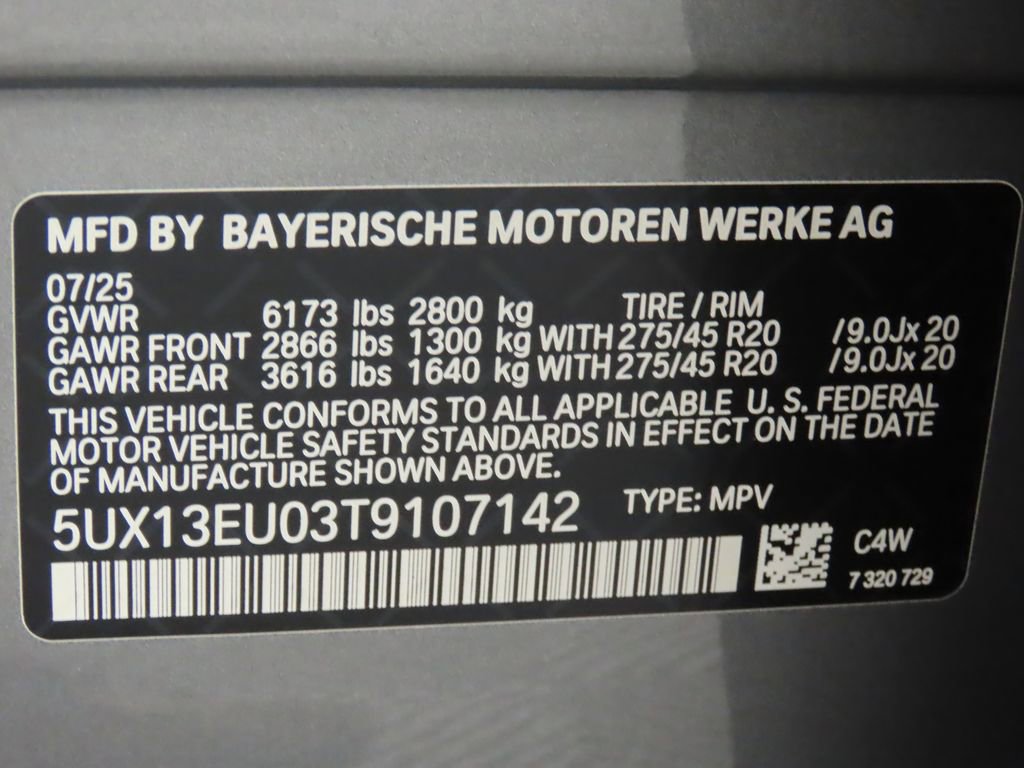 MFD BY BAYERISCHE MOTOREN WERKE AG
07/25
GVWR 6173 lbs 2800 kg TIRE / RIM
GAWR FRONT 2866 lbs 1300 kg WITH 275/45 R20 /9.0Jx 20
GAWR REAR 3616 lbs 1640 kg WITH 275/45 R20 /9.0Jx 20
THIS VEHICLE CONFORMS TO ALL APPLICABLE U. S. FEDERAL
MOTOR VEHICLE SAFETY STANDARDS IN EFFECT ON THE DATE
OF MANUFACTURE SHOWN ABOVE.
5UX13EU03T9107142 TYPE: MPV
C4W
7 320 729